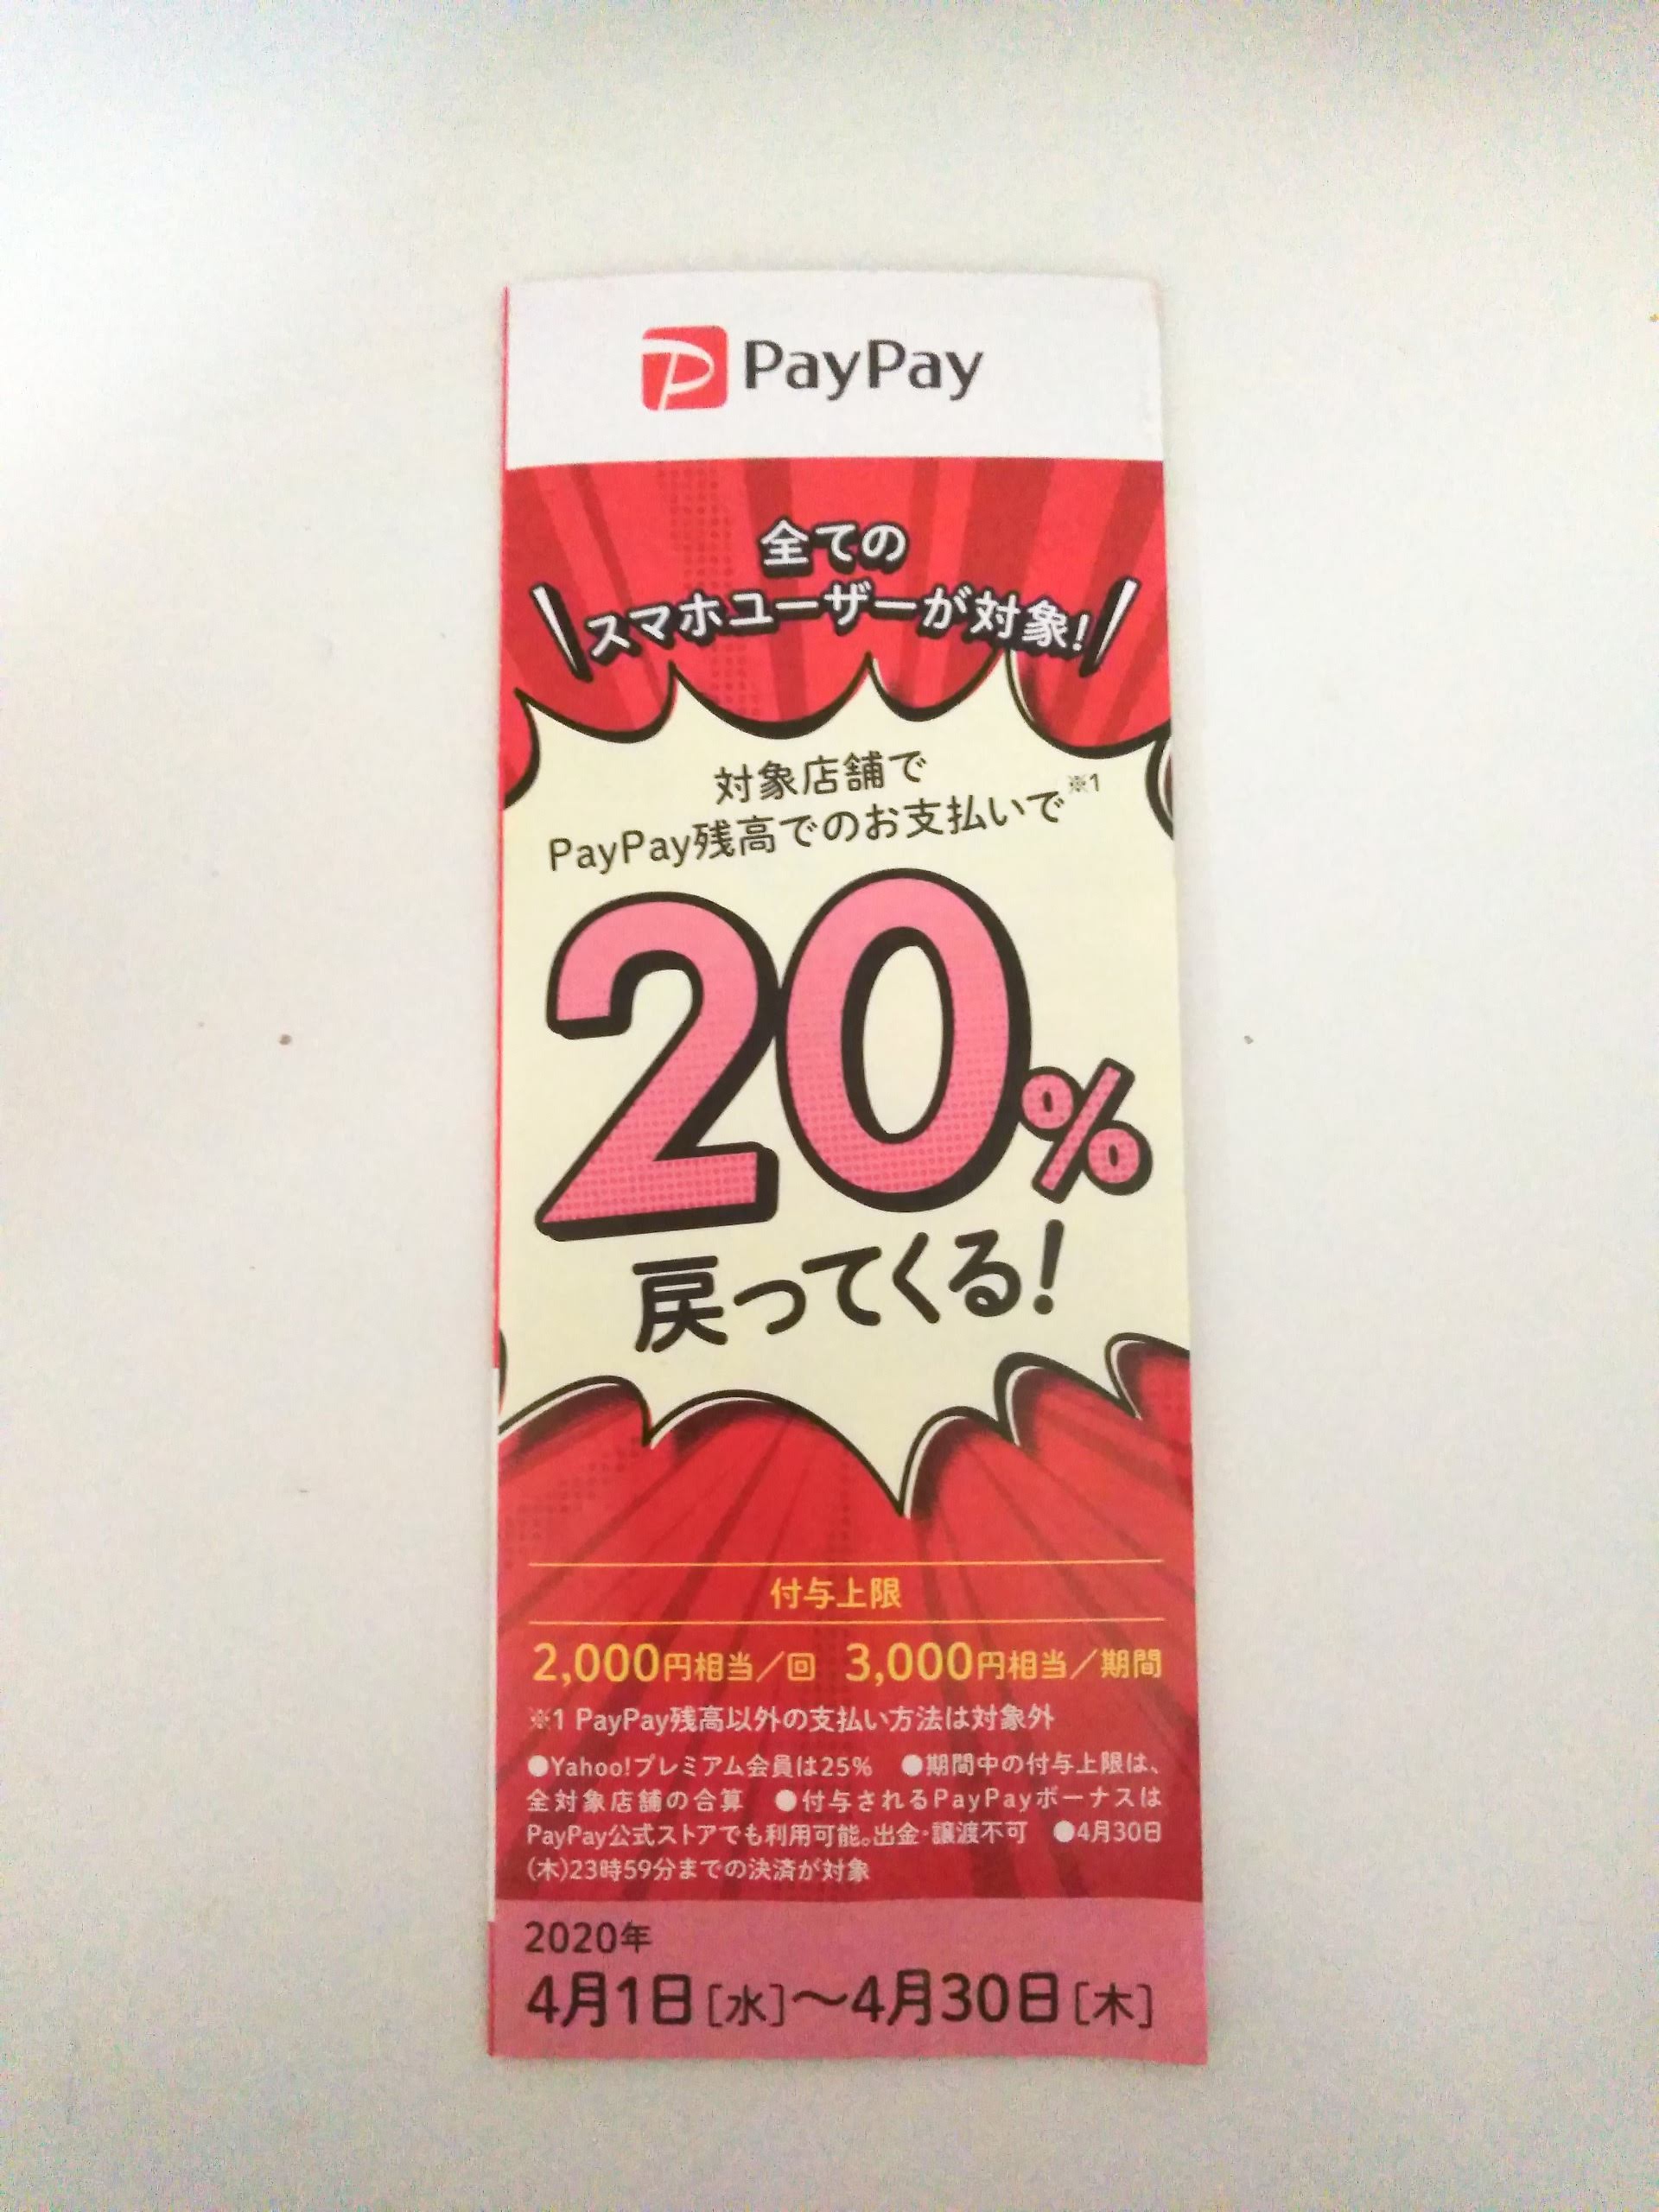 PayPay
全ての
スマホユーザーが対象!
対象店舗で
PayPay残高でのお支払いで※1
20%
戻ってくる!
付与上限
2,000円相当/回 3,000円相当/期間
※1 PayPay残高以外の支払い方法は対象外
●Yahoo!プレミアム会員は25% ●期間中の付与上限は、
全対象店舗の合算 ●付与されるPayPayボーナスは
PayPay公式ストアでも利用可能。出金・譲渡不可 ●4月30日
(木)23時59分までの決済が対象
2020年
4月1日[水]〜4月30日[木]